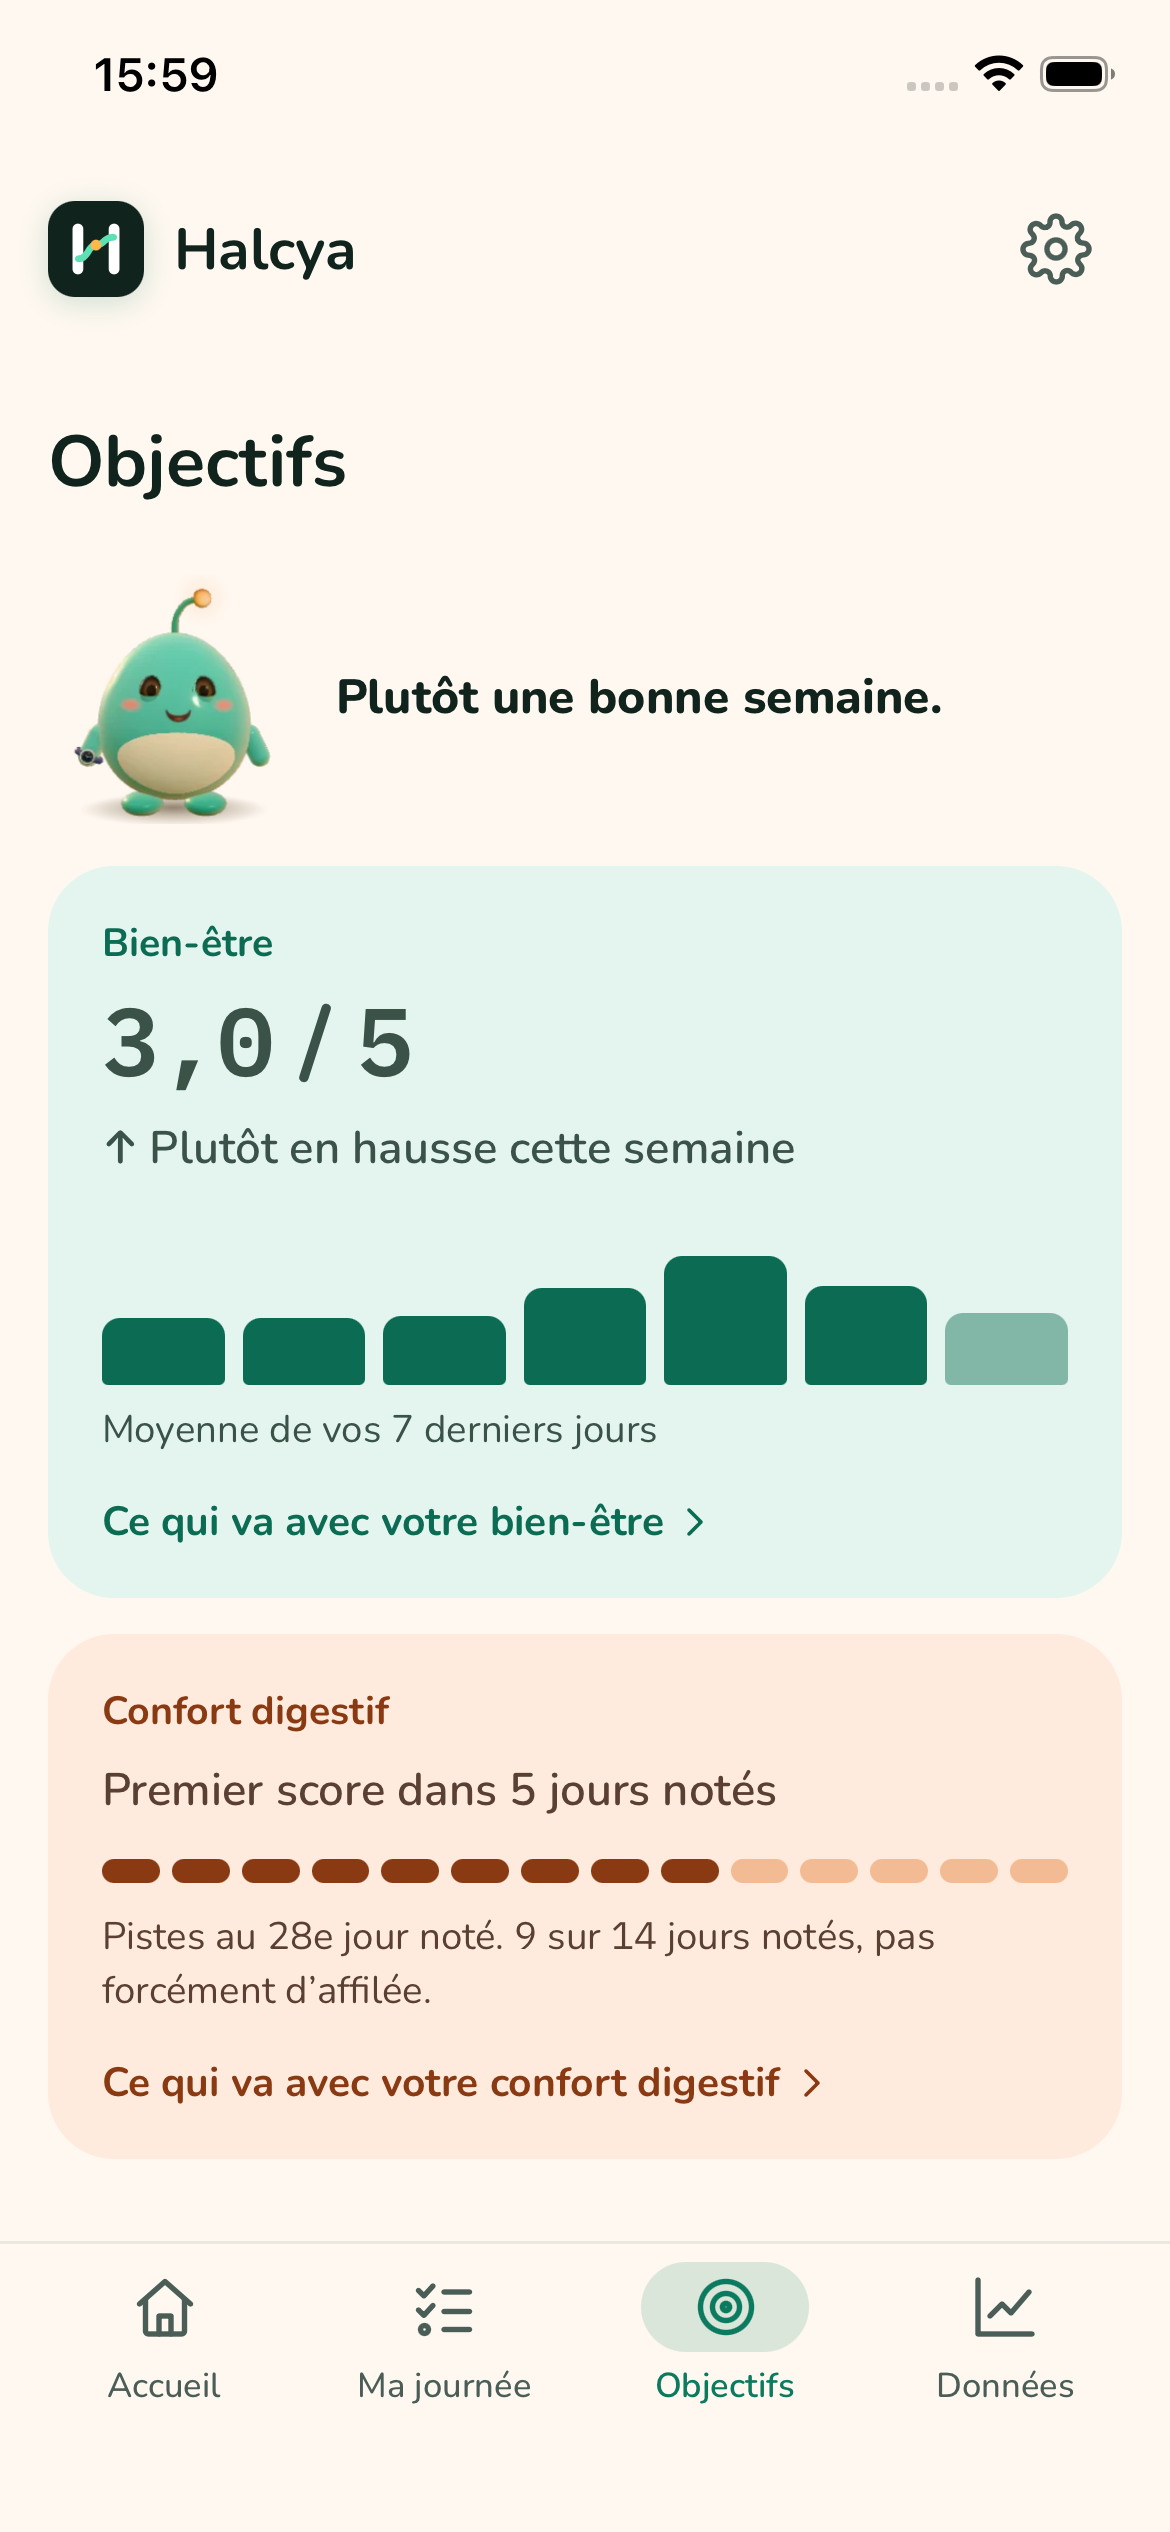 15:59
Halcya
Objectifs
Plutôt une bonne semaine.
Bien-être
3,0/5
↑ Plutôt en hausse cette semaine
Moyenne de vos 7 derniers jours
Ce qui va avec votre bien-être >
Confort digestif
Premier score dans 5 jours notés
Pistes au 28e jour noté. 9 sur 14 jours notés, pas
forcément d’affilée.
Ce qui va avec votre confort digestif >
Accueil
Ma journée
Objectifs
Données